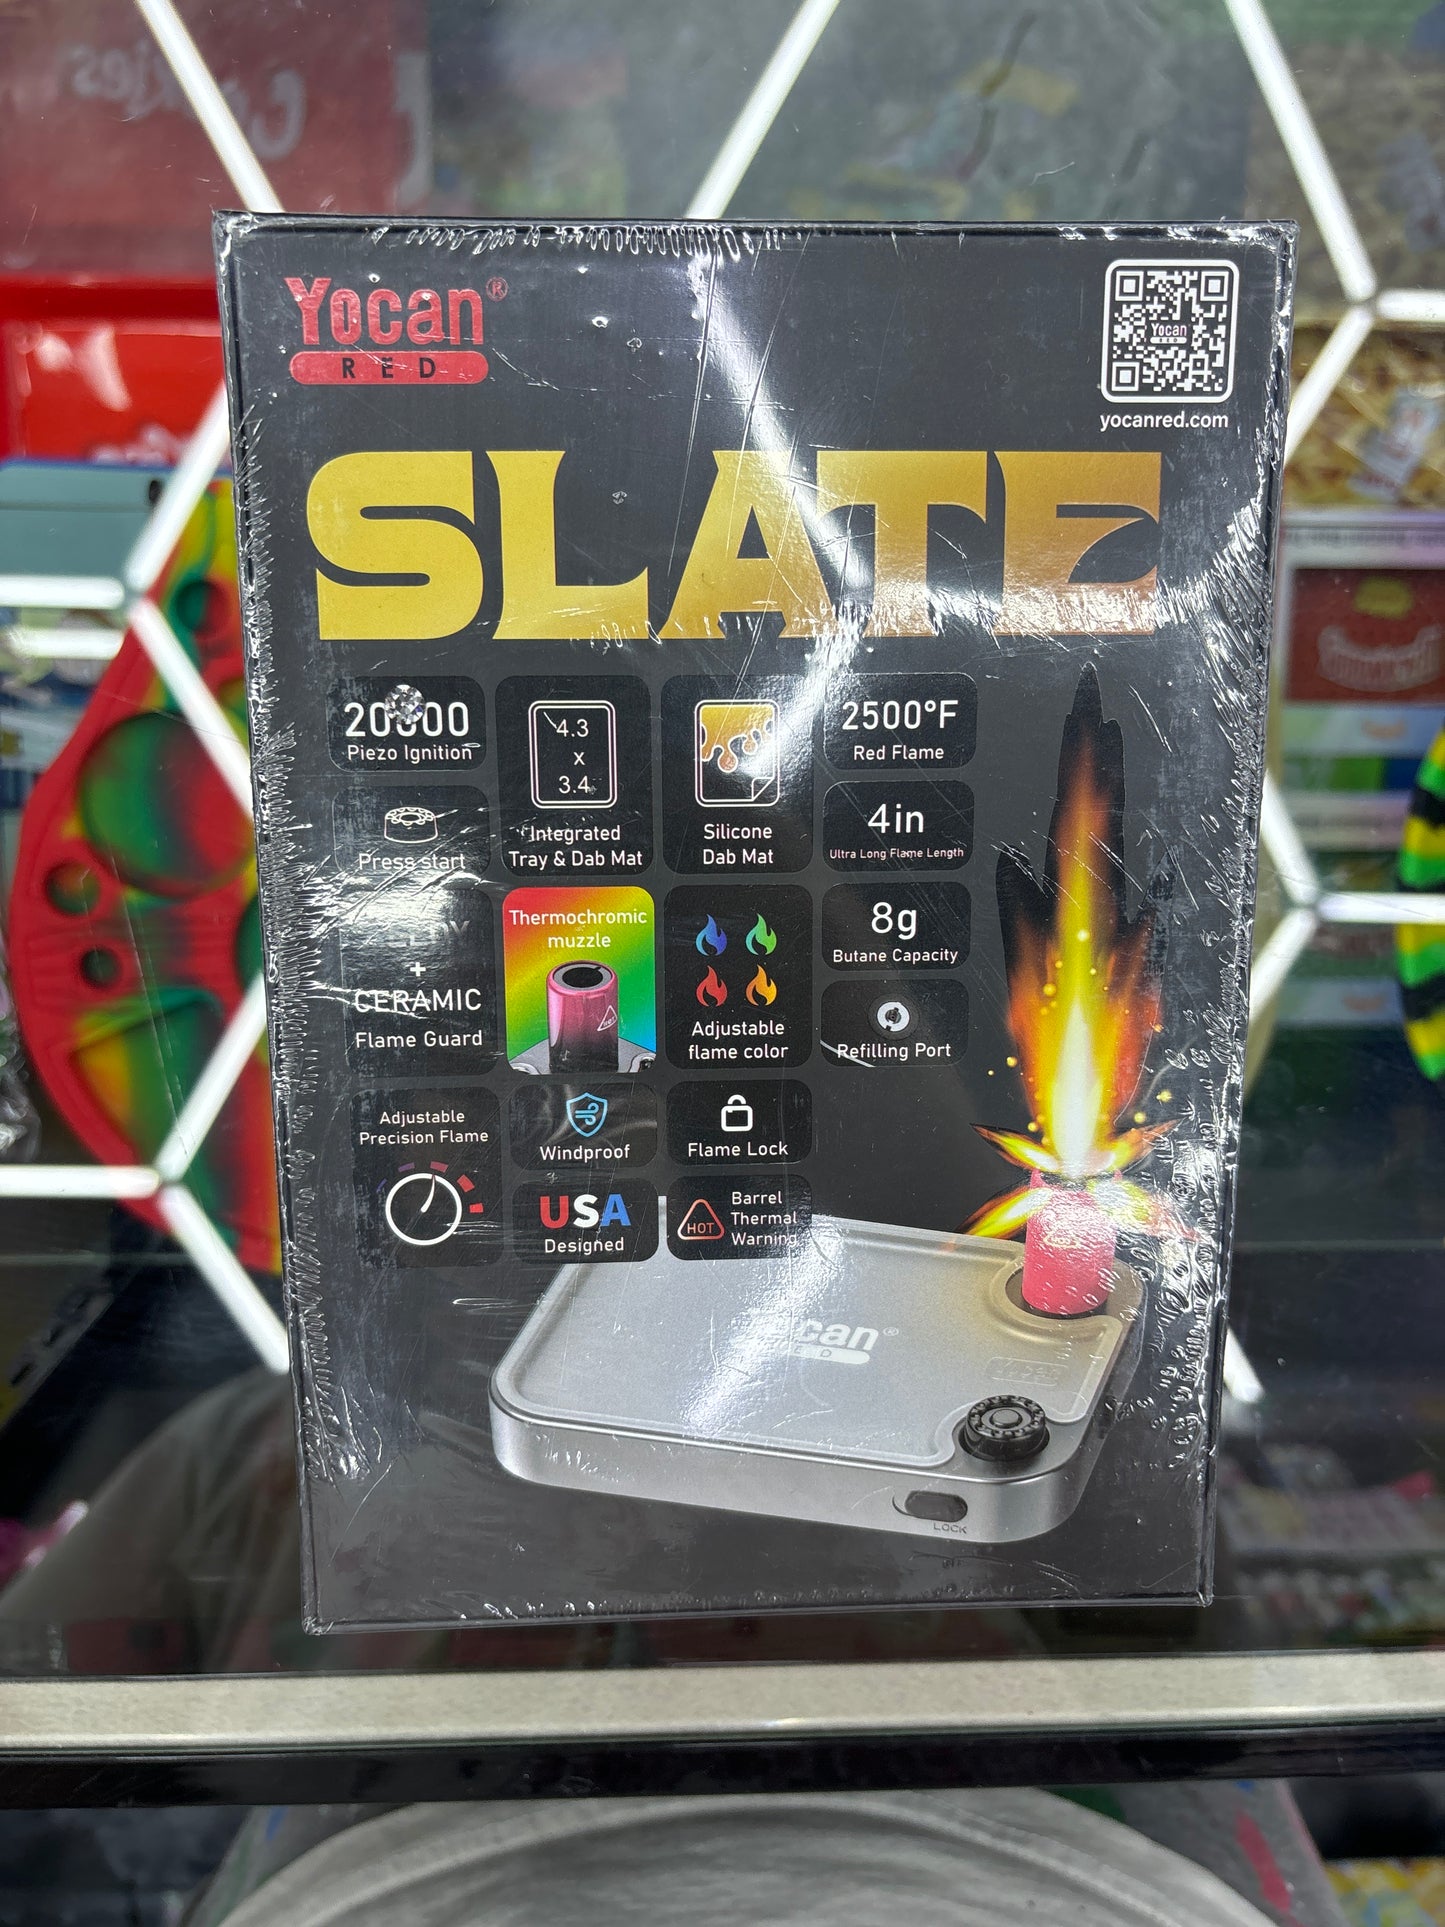 Yocan®
RED
Yocan
RED
yocanred.com
SLATE
20000
Piezo Ignition
4.3
x
3.4
Integrated
Tray & Dab Mat
Silicone
Dab Mat
2500°F
Red Flame
Press start
4in
Ultra Long Flame Length
+
CERAMIC
Flame Guard
Thermochromic
muzzle
Adjustable
flame color
8g
Butane Capacity
Refilling Port
Adjustable
Precision Flame
Windproof
Flame Lock
USA
Designed
HOT
Barrel
Thermal
Warning
LOCK